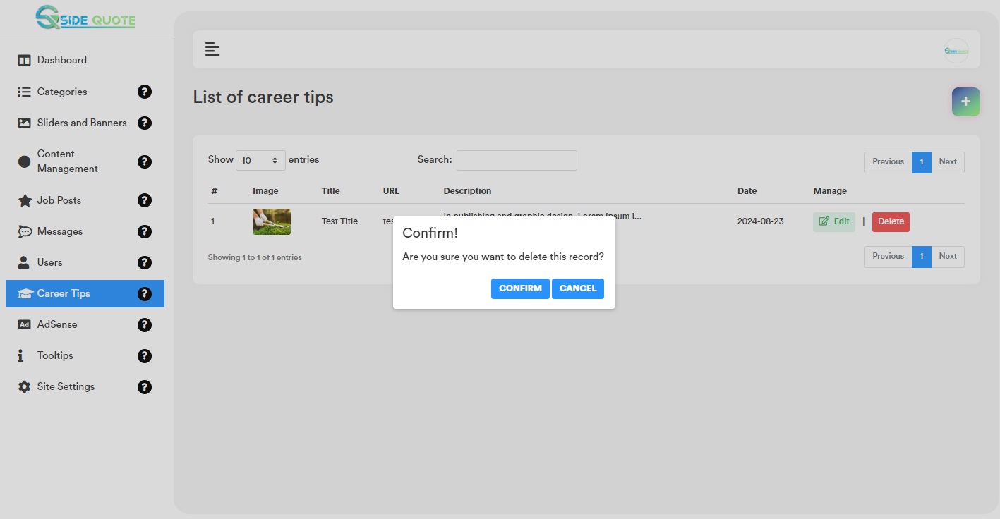 SIDE QUOTE
Dashboard
Categories ?
Sliders and Banners ?
Content
Management ?
Job Posts ?
Messages ?
Users ?
Career Tips ?
Ad AdSense ?
Tooltips ?
Site Settings ?
List of career tips
+
Show 10 entries Search: Previous 1 Next
# Image Title URL Description Date Manage
1 Test Title In publishing and graphic design, Lorem ipsum i... 2024-08-23 Edit | Delete
Confirm!
Are you sure you want to delete this record?
CONFIRM CANCEL
Showing 1 to 1 of 1 entries Previous 1 Next